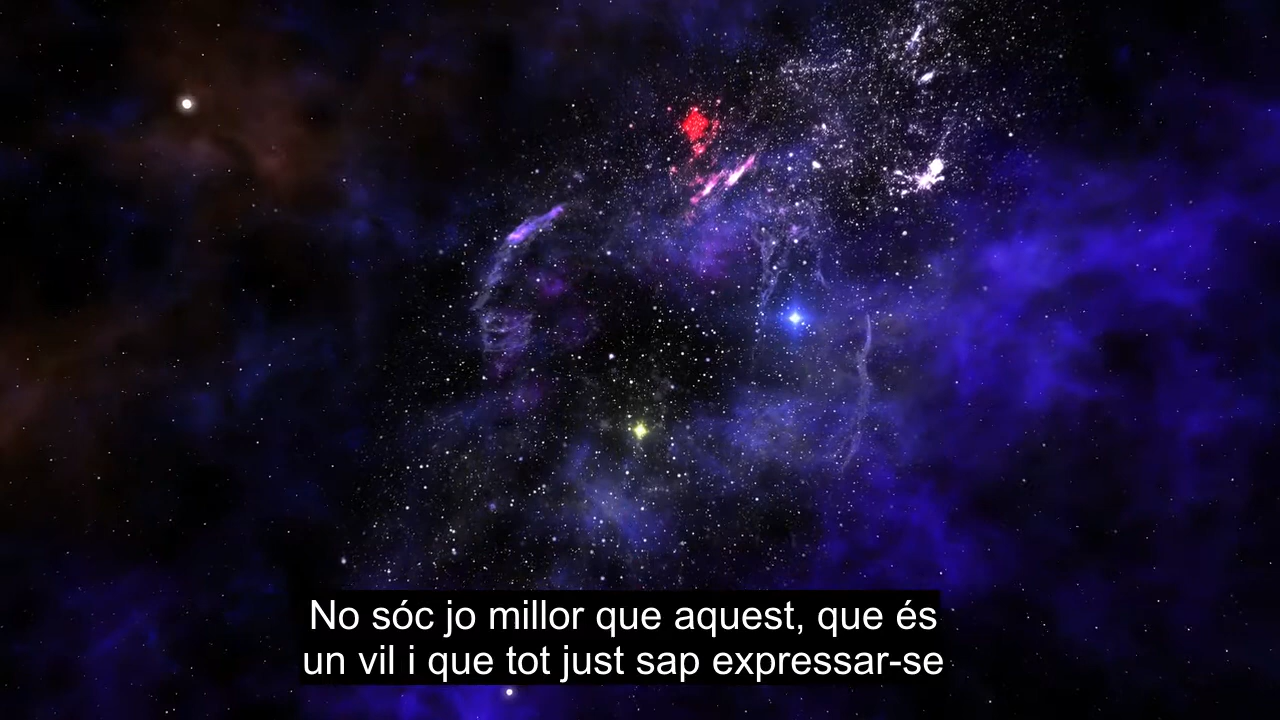 No sóc jo millor que aquest, que és
un vil i que tot just sap expressar-se